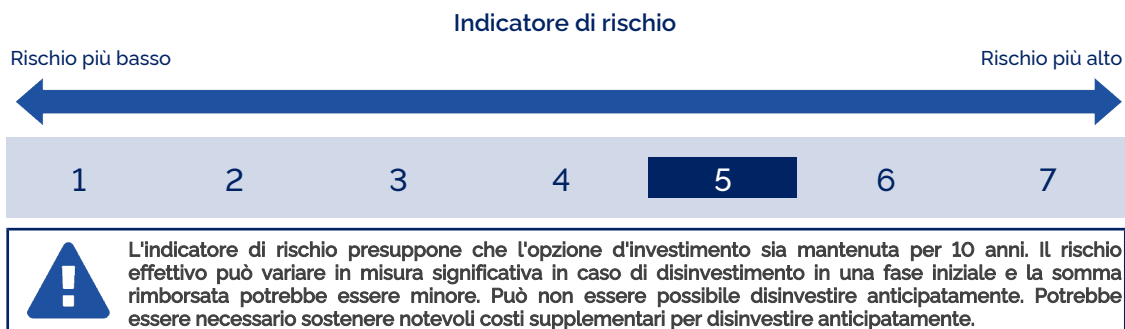 Indicatore di rischio
Rischio più basso Rischio più alto
1 2 3 4 5 6 7
L'indicatore di rischio presuppone che l'opzione d'investimento sia mantenuta per 10 anni. Il rischio
effettivo può variare in misura significativa in caso di disinvestimento in una fase iniziale e la somma
rimborsata potrebbe essere minore. Può non essere possibile disinvestire anticipatamente. Potrebbe
essere necessario sostenere notevoli costi supplementari per disinvestire anticipatamente.